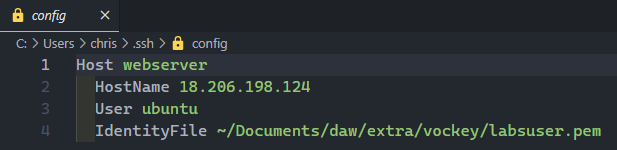 config
C: > Users > chris > .ssh > config
1 Host webserver
2 HostName 18.206.198.124
3 User ubuntu
4 IdentityFile ~/Documents/daw/extra/vockey/labsuser.pem